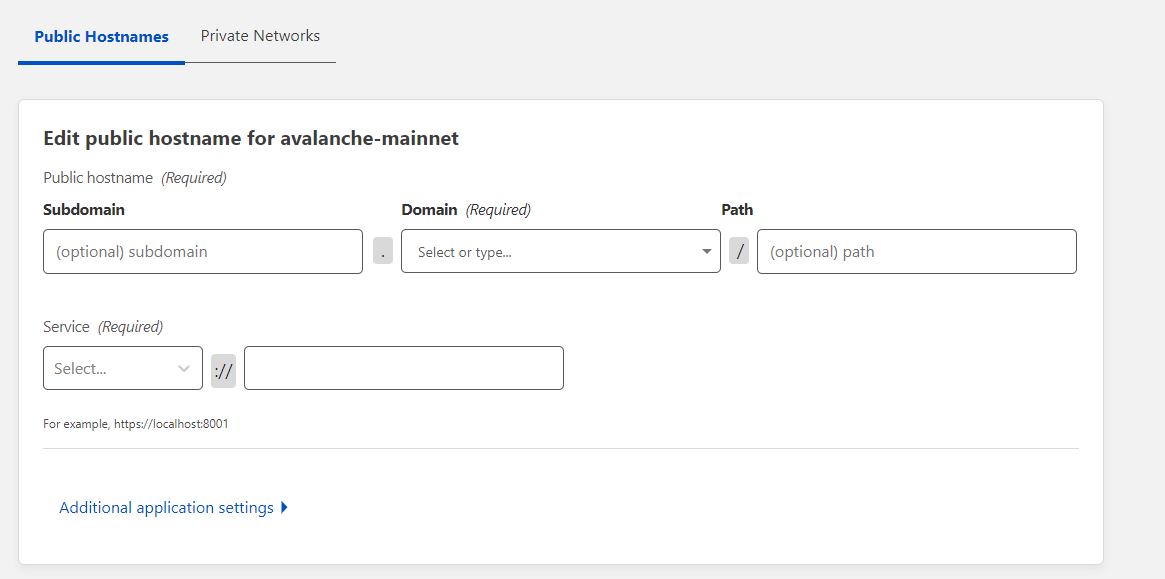 Public Hostnames Private Networks
Edit public hostname for avalanche-mainnet
Public hostname (Required)
Subdomain Domain (Required) Path
(optional) subdomain . Select or type... / (optional) path
Service (Required)
Select... ://
For example, https://localhost:8001
Additional application settings